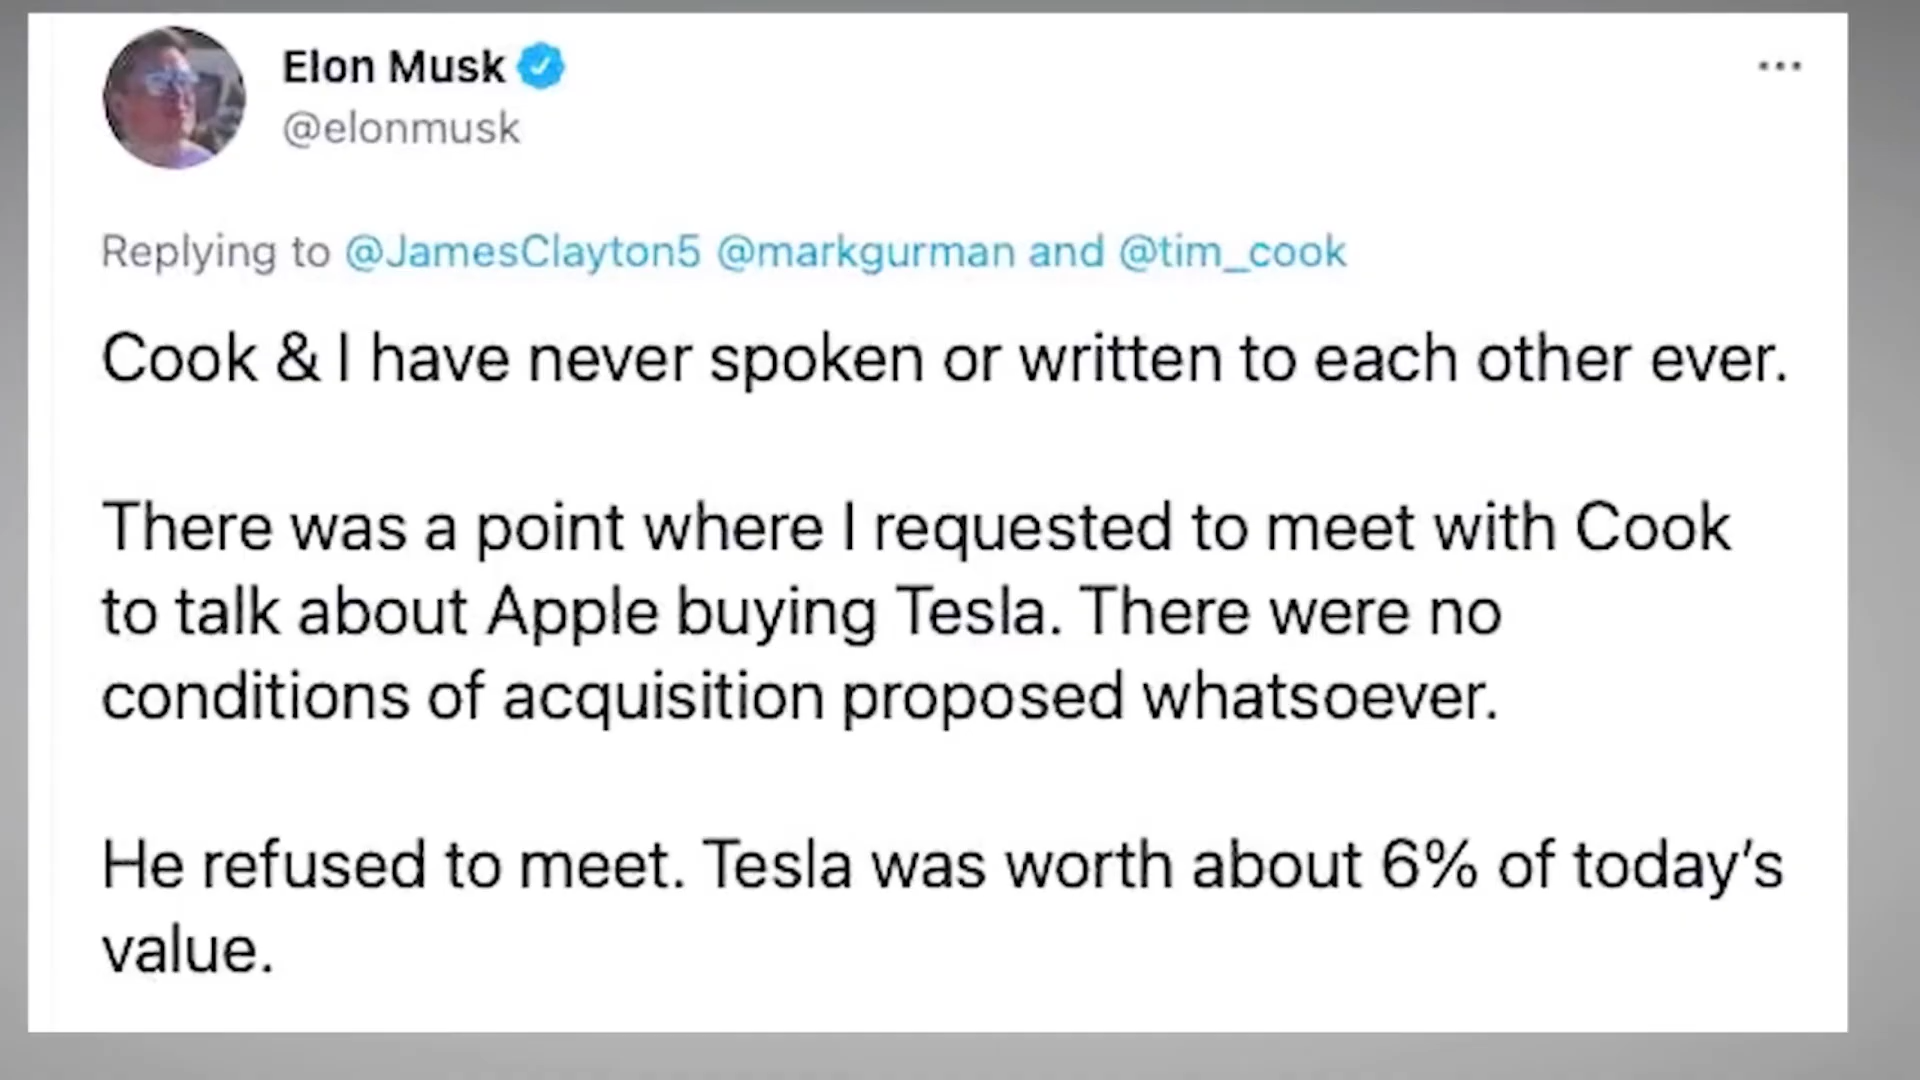 Elon Musk
@elonmusk
Replying to @JamesClayton5 @markgurman and @tim_cook
Cook & I have never spoken or written to each other ever.
There was a point where I requested to meet with Cook
to talk about Apple buying Tesla. There were no
conditions of acquisition proposed whatsoever.
He refused to meet. Tesla was worth about 6% of today's
value.